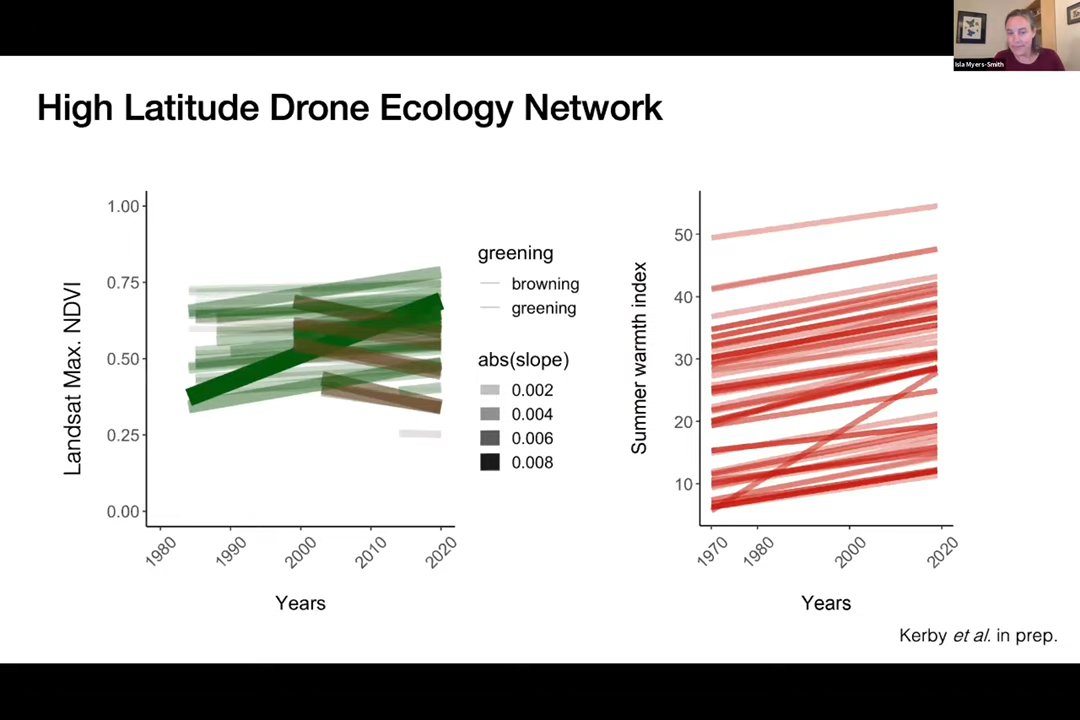 Isla Myers-Smith
High Latitude Drone Ecology Network
Landsat Max. NDVI
1.00
0.75
0.50
0.25
0.00
1980
1990
2000
2010
2020
Years
greening
browning
greening
abs(slope)
0.002
0.004
0.006
0.008
Summer warmth index
50
40
30
20
10
1970
1980
2000
2020
Years
Kerby et al. in prep.